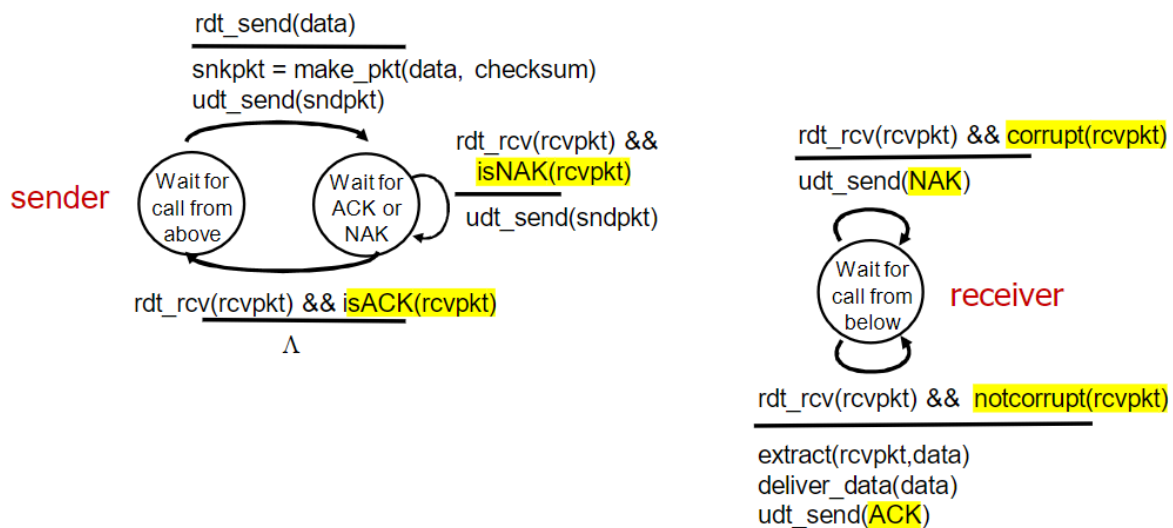 rdt_send(data)
snkpkt = make_pkt(data, checksum)
udt_send(sndpkt)
sender
Wait for
call from
above
Wait for
ACK or
NAK
rdt_rcv(rcvpkt) &&
isNAK(rcvpkt)
udt_send(sndpkt)
rdt_rcv(rcvpkt) && isACK(rcvpkt)
Λ
rdt_rcv(rcvpkt) && corrupt(rcvpkt)
udt_send(NAK)
Wait for
call from
below
receiver
rdt_rcv(rcvpkt) && notcorrupt(rcvpkt)
extract(rcvpkt,data)
deliver_data(data)
udt_send(ACK)